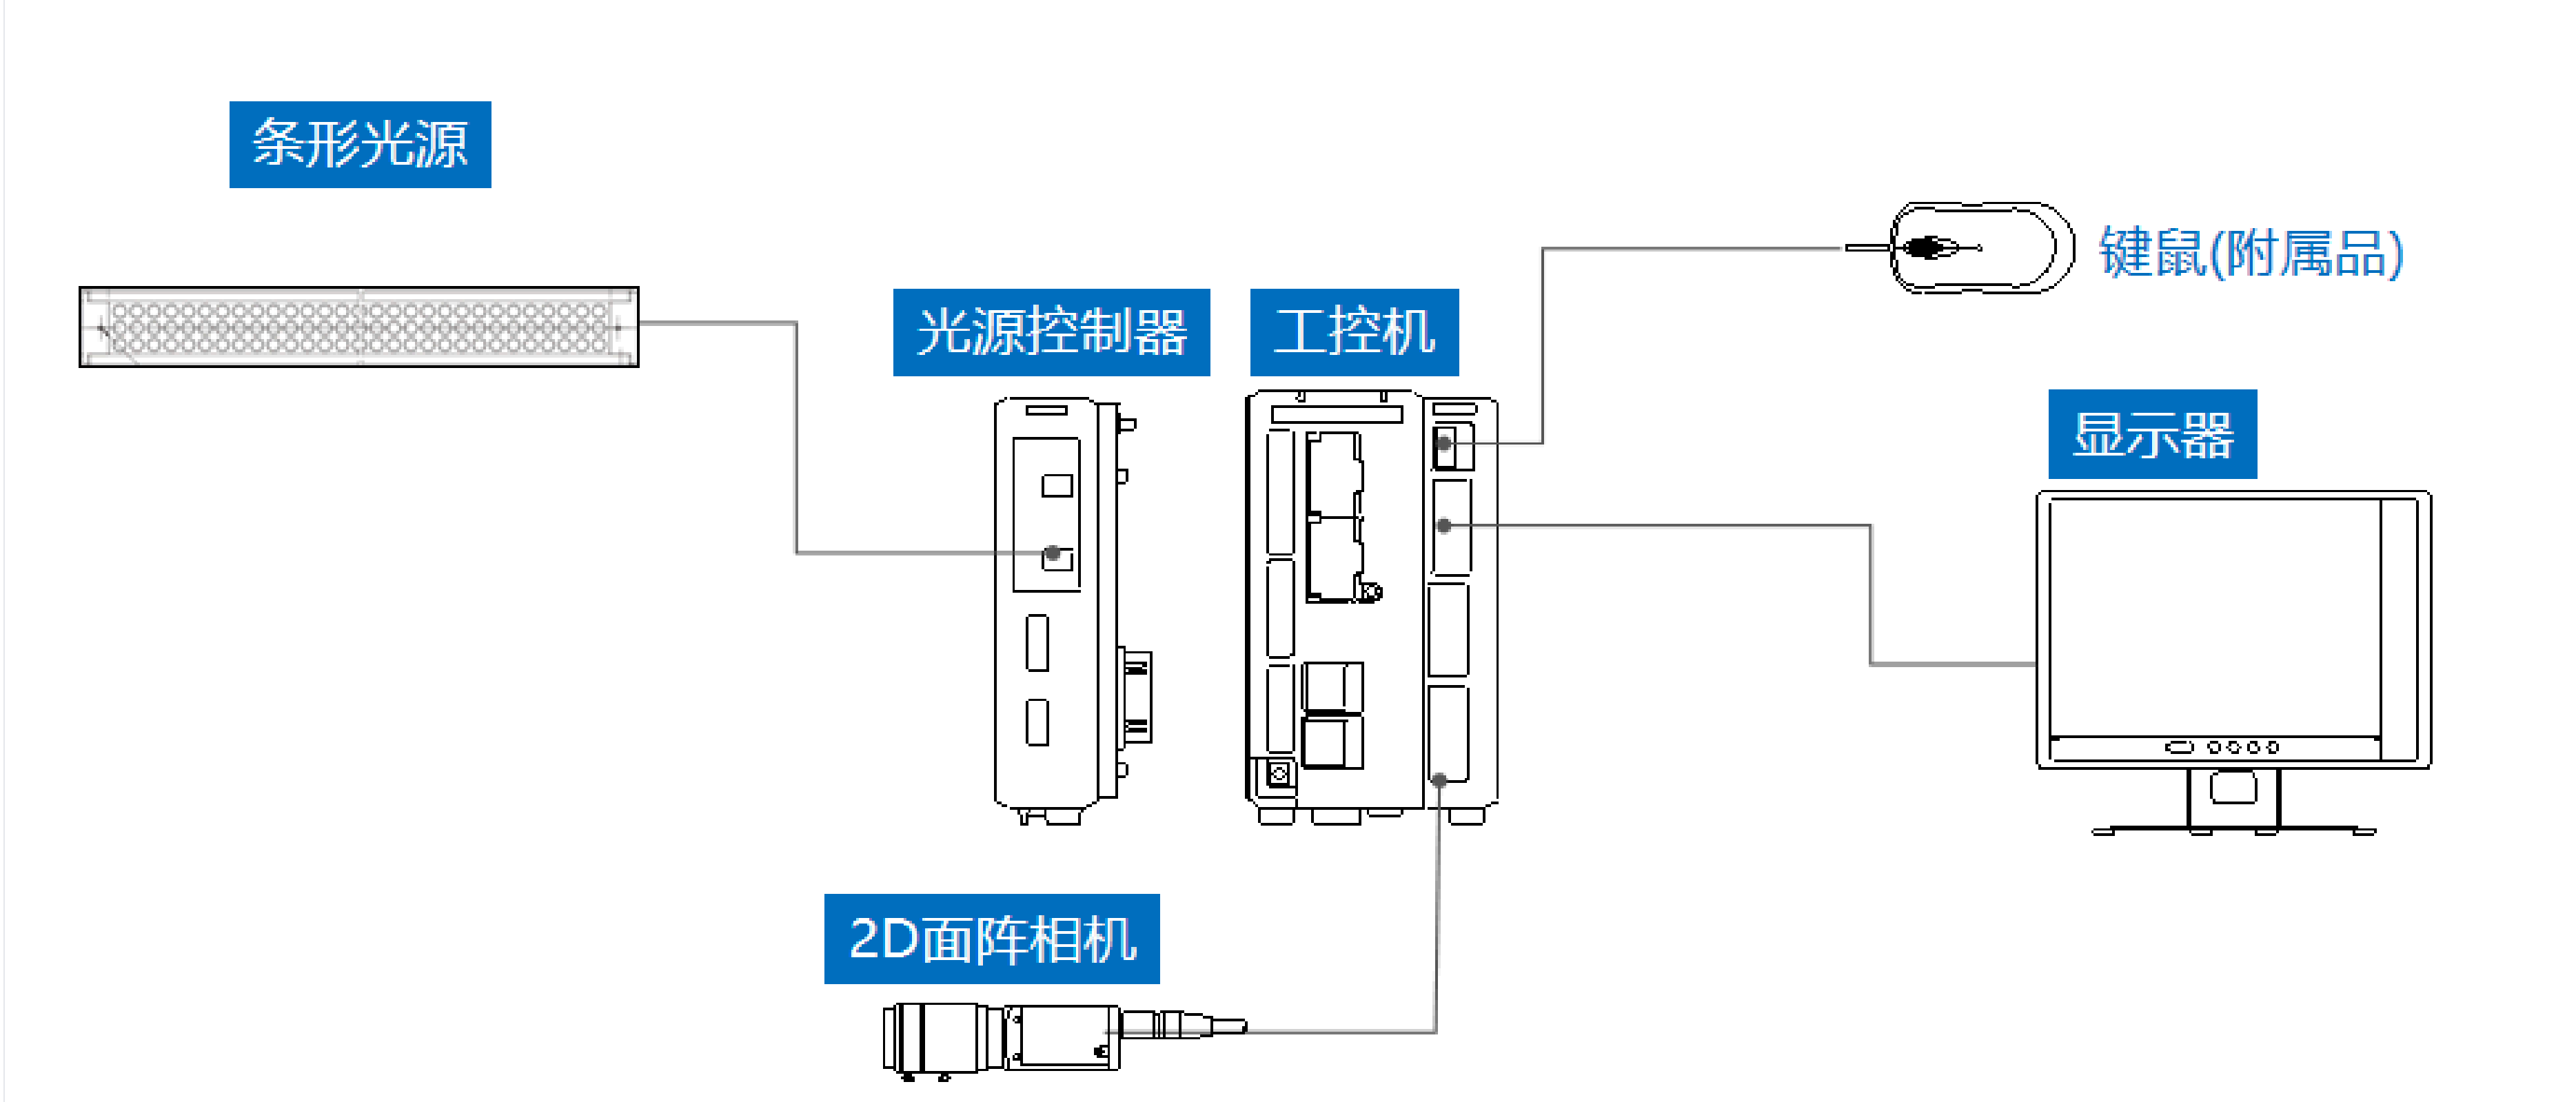 条形光源
键鼠(附属品)
光源控制器
工控机
显示器
2D面阵相机